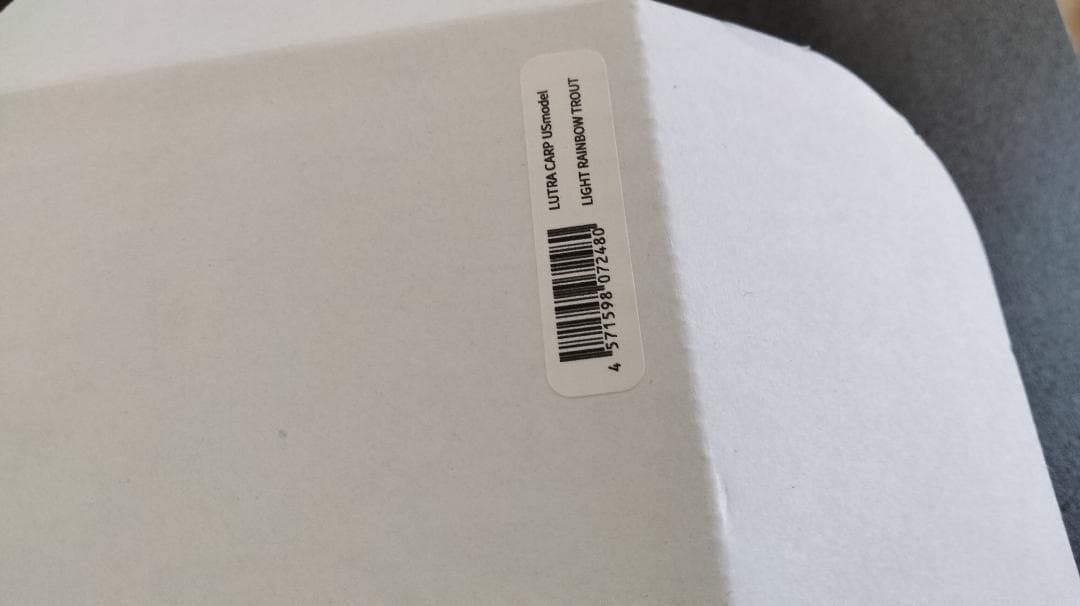 LUTRA CARP USmodel
LIGHT RAINBOW TROUT
4 571598 072480